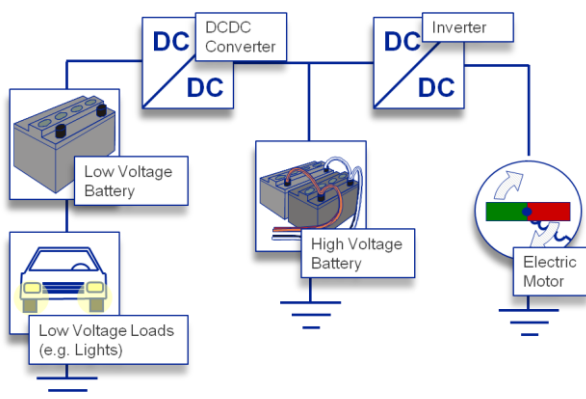 DC
DC
DCDC
Converter
DC
DC
Inverter
Low Voltage
Battery
High Voltage
Battery
Electric
Motor
Low Voltage Loads
(e.g. Lights)